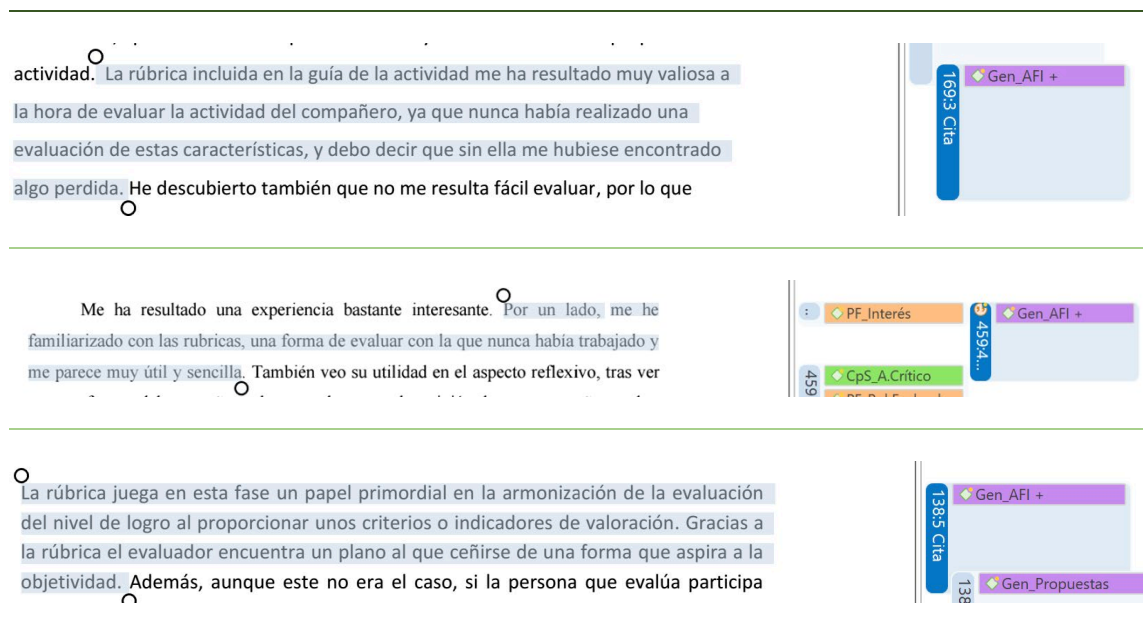 actividad. La rúbrica incluida en la guía de la actividad me ha resultado muy valiosa a
la hora de evaluar la actividad del compañero, ya que nunca había realizado una
evaluación de estas características, y debo decir que sin ella me hubiese encontrado
algo perdida. He descubierto también que no me resulta fácil evaluar, por lo que
169:3 Cita
Gen_AFI +
Me ha resultado una experiencia bastante interesante. Por un lado, me he
familiarizado con las rubricas, una forma de evaluar con la que nunca había trabajado y
me parece muy útil y sencilla. También veo su utilidad en el aspecto reflexivo, tras ver
:
PF_Interés
459:4...
Gen_AFI +
459
CpS_A.Crítico
La rúbrica juega en esta fase un papel primordial en la armonización de la evaluación
del nivel de logro al proporcionar unos criterios o indicadores de valoración. Gracias a
la rúbrica el evaluador encuentra un plano al que ceñirse de una forma que aspira a la
objetividad. Además, aunque este no era el caso, si la persona que evalúa participa
138:5 Cita
Gen_AFI +
138
Gen_Propuestas